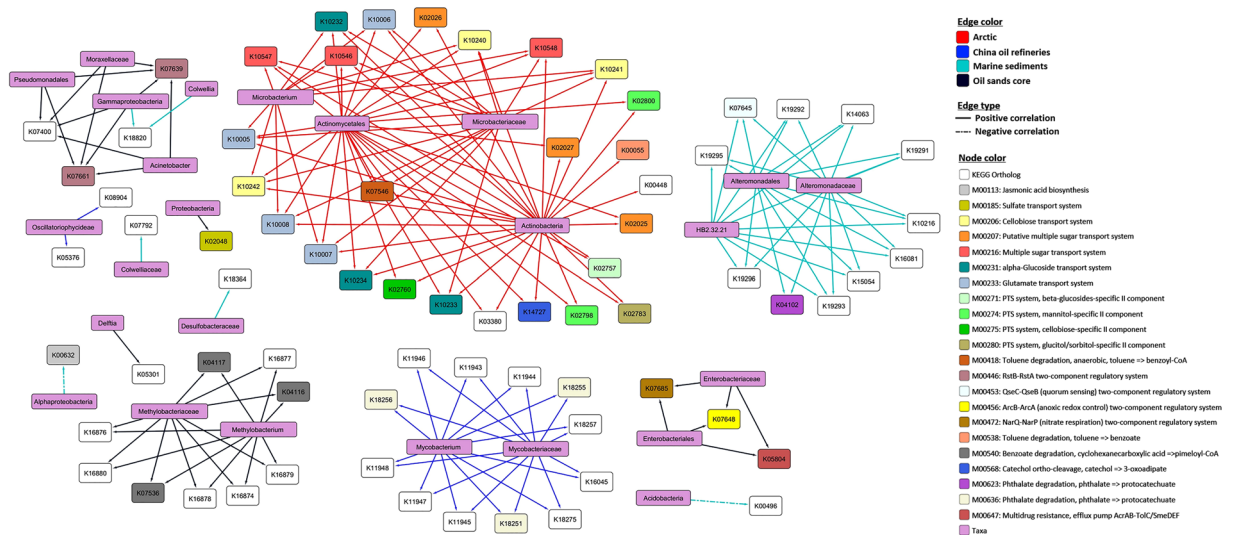 K10232
K10006
K02026
K10240
K10547
K10546
K10548
K10241
Microbacterium
K02800
Actinomycetales
Microbacteriaceae
K10005
K02027
K00055
K10242
K07546
K00448
K10008
Actinobacteria
K02025
K10007
K10234
K02757
K02760
K10233
K03380
K14727
K02798
K02783
Moraxellaceae
Pseudomonadales
K07639
Gammaproteobacteria
Colwellia
K07400
K18820
Acinetobacter
K07661
K08904
Oscillatoriophycideae
K05376
K07792
Colwelliaceae
Proteobacteria
K02048
K18364
Desulfobacteraceae
Delftia
K05301
K00632
Alphaproteobacteria
K04117
K16877
K04116
Methylobacteriaceae
Methylobacterium
K16876
K16880
K16879
K07536
K16878
K16874
K11946
K11943
K11944
K18255
K18256
K18257
Mycobacterium
Mycobacteriaceae
K11948
K16045
K11947
K11945
K18251
K18275
K07645
K19292
K14063
K19295
K19291
Alteromonadales
Alteromonadaceae
HB2.32.21
K10216
K16081
K19296
K15054
K04102
K19293
K07685
Enterobacteriaceae
K07648
Enterobacteriales
K05804
Acidobacteria
K00496
Edge color
Arctic
China oil refineries
Marine sediments
Oil sands core
Edge type
Positive correlation
Negative correlation
Node color
KEGG Ortholog
M00113: Jasmonic biosynthesis
M00185: Sulfate transport system
M00206: Cellobiose transport system
M00207: Putative multiple sugar transport system
M00216: Multiple sugar transport system
M00231: alpha-Glucoside transport system
M00233: Glutamate transport system
M00271: PTS system, beta-glucosides-specific II component
M00274: PTS system, mannitol-specific II component
M00275: PTS system, cellobiose-specific II component
M00280: PTS system, glucitol/sorbitol-specific II component
M00418: Toluene degradation, anaerobic, toluene => benzoyl-CoA
M00446: RstB-RstA two-component regulatory system
M00453: QseC-QseB (quorum sensing) two-component regulatory system
M00456: ArcB-ArcA (anoxic redox control) two-component regulatory system
M00472: NarQ-NarP (nitrate respiration) two-component regulatory system
M00538: Toluene degradation, toluene => benzoate
M00540: Benzoate degradation, cyclohexanecarboxylic acid =>pimeloyl-CoA
M00568: Catechol ortho-cleavage, catechol => 3-oxoadipate
M00623: Phthalate degradation, phthalate => protocatechuate
M00636: Phthalate degradation, phthalate => protocatechuate
M00647: Multidrug resistance, efflux pump AcrAB-TolC/SmeDEF
Taxa